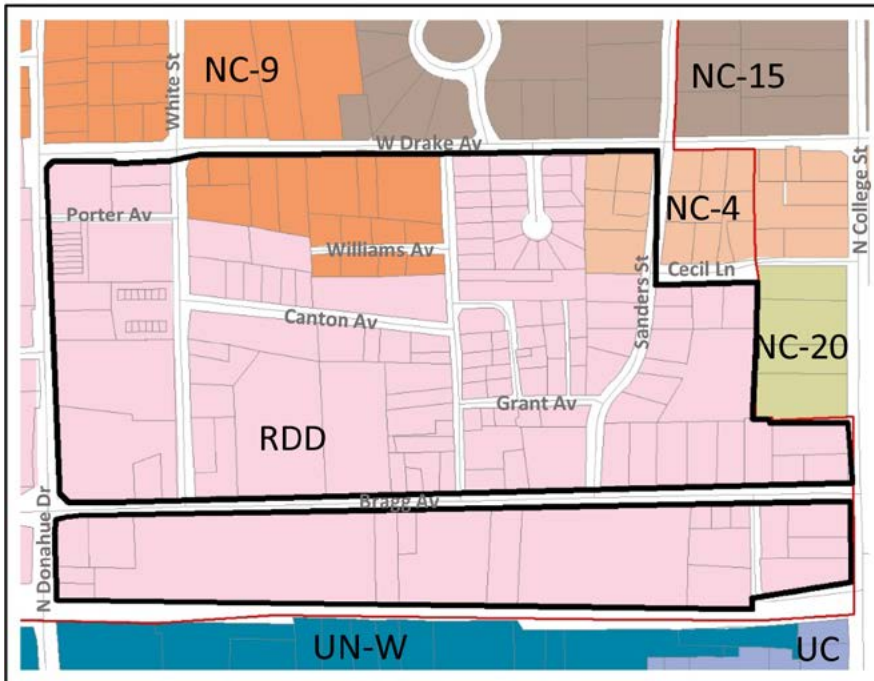 NC-9
NC-15
White St
W Drake Av
N College St
NC-4
Porter Av
Williams Av
Cecil Ln
Sanders St
Canton Av
NC-20
Grant Av
RDD
Bragg Av
N Donahue Dr
UN-W
UC